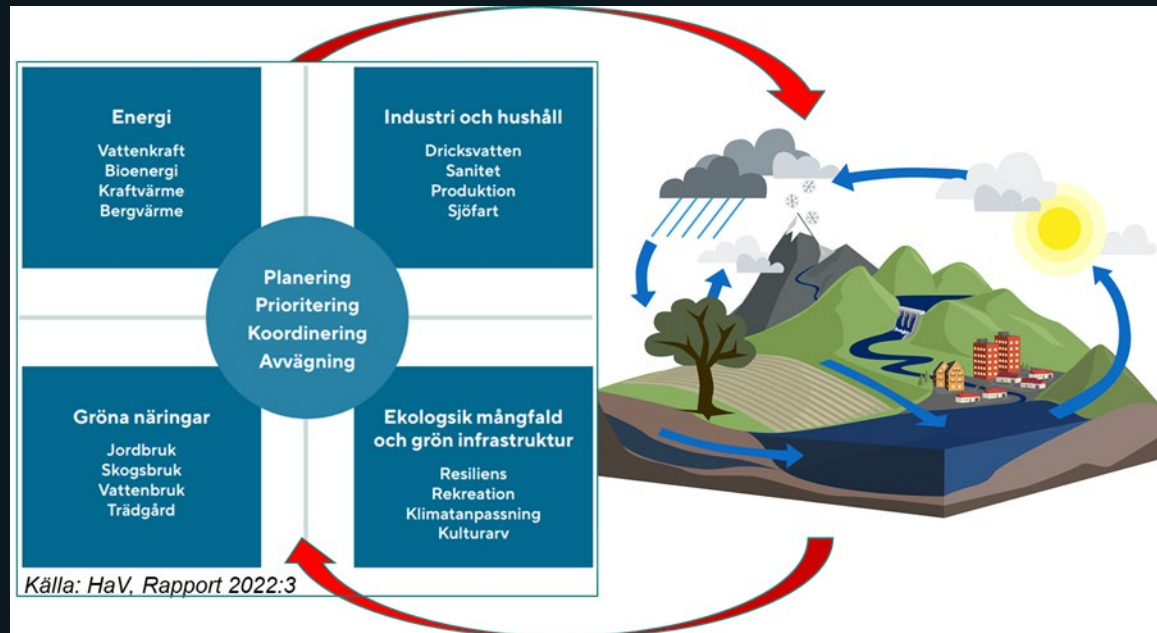 Energi
Vattenkraft
Bioenergi
Kraftvärme
Bergvärme
Industri och hushåll
Dricksvatten
Sanitet
Produktion
Sjöfart
Planering
Prioritering
Koordinering
Avvägning
Gröna näringar
Jordbruk
Skogsbruk
Vattenbruk
Trädgård
Ekologsik mångfald
och grön infrastruktur
Resiliens
Rekreation
Klimatanpassning
Kulturarv
Källa: HaV, Rapport 2022:3